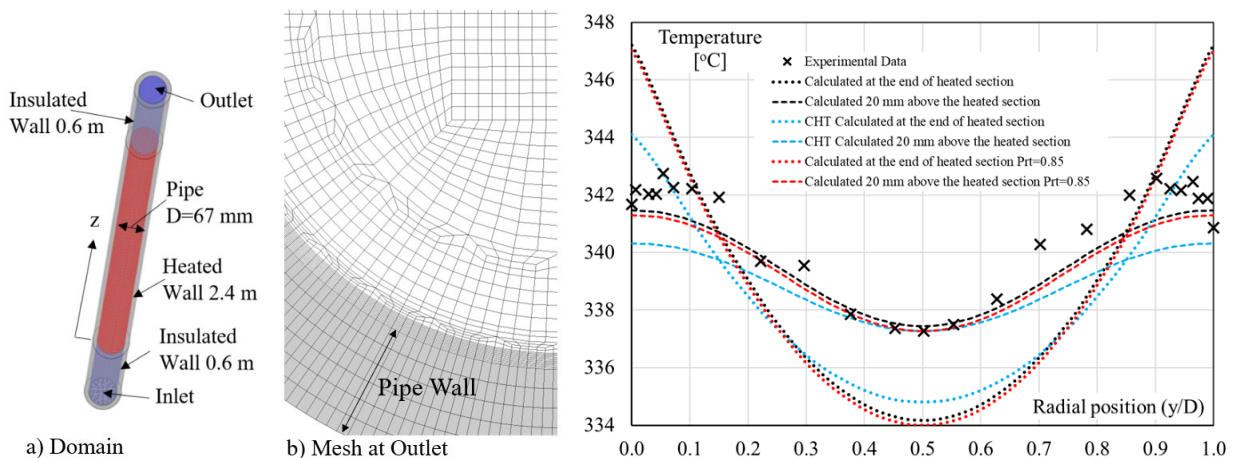 Insulated
Wall 0.6 m
Outlet
Pipe
D=67 mm
z
Heated
Wall 2.4 m
Insulated
Wall 0.6 m
Inlet
a) Domain
Pipe Wall
b) Mesh at Outlet
348
346
344
342
340
338
336
334
Temperature
[°C]
Experimental Data
Calculated at the end of heated section
Calculated 20 mm above the heated section
CHT Calculated at the end of heated section
CHT Calculated 20 mm above the heated section
Calculated at the end of heated section Prt=0.85
Calculated 20 mm above the heated section Prt=0.85
Radial position (y/D)
0.0 0.1 0.2 0.3 0.4 0.5 0.6 0.7 0.8 0.9 1.0